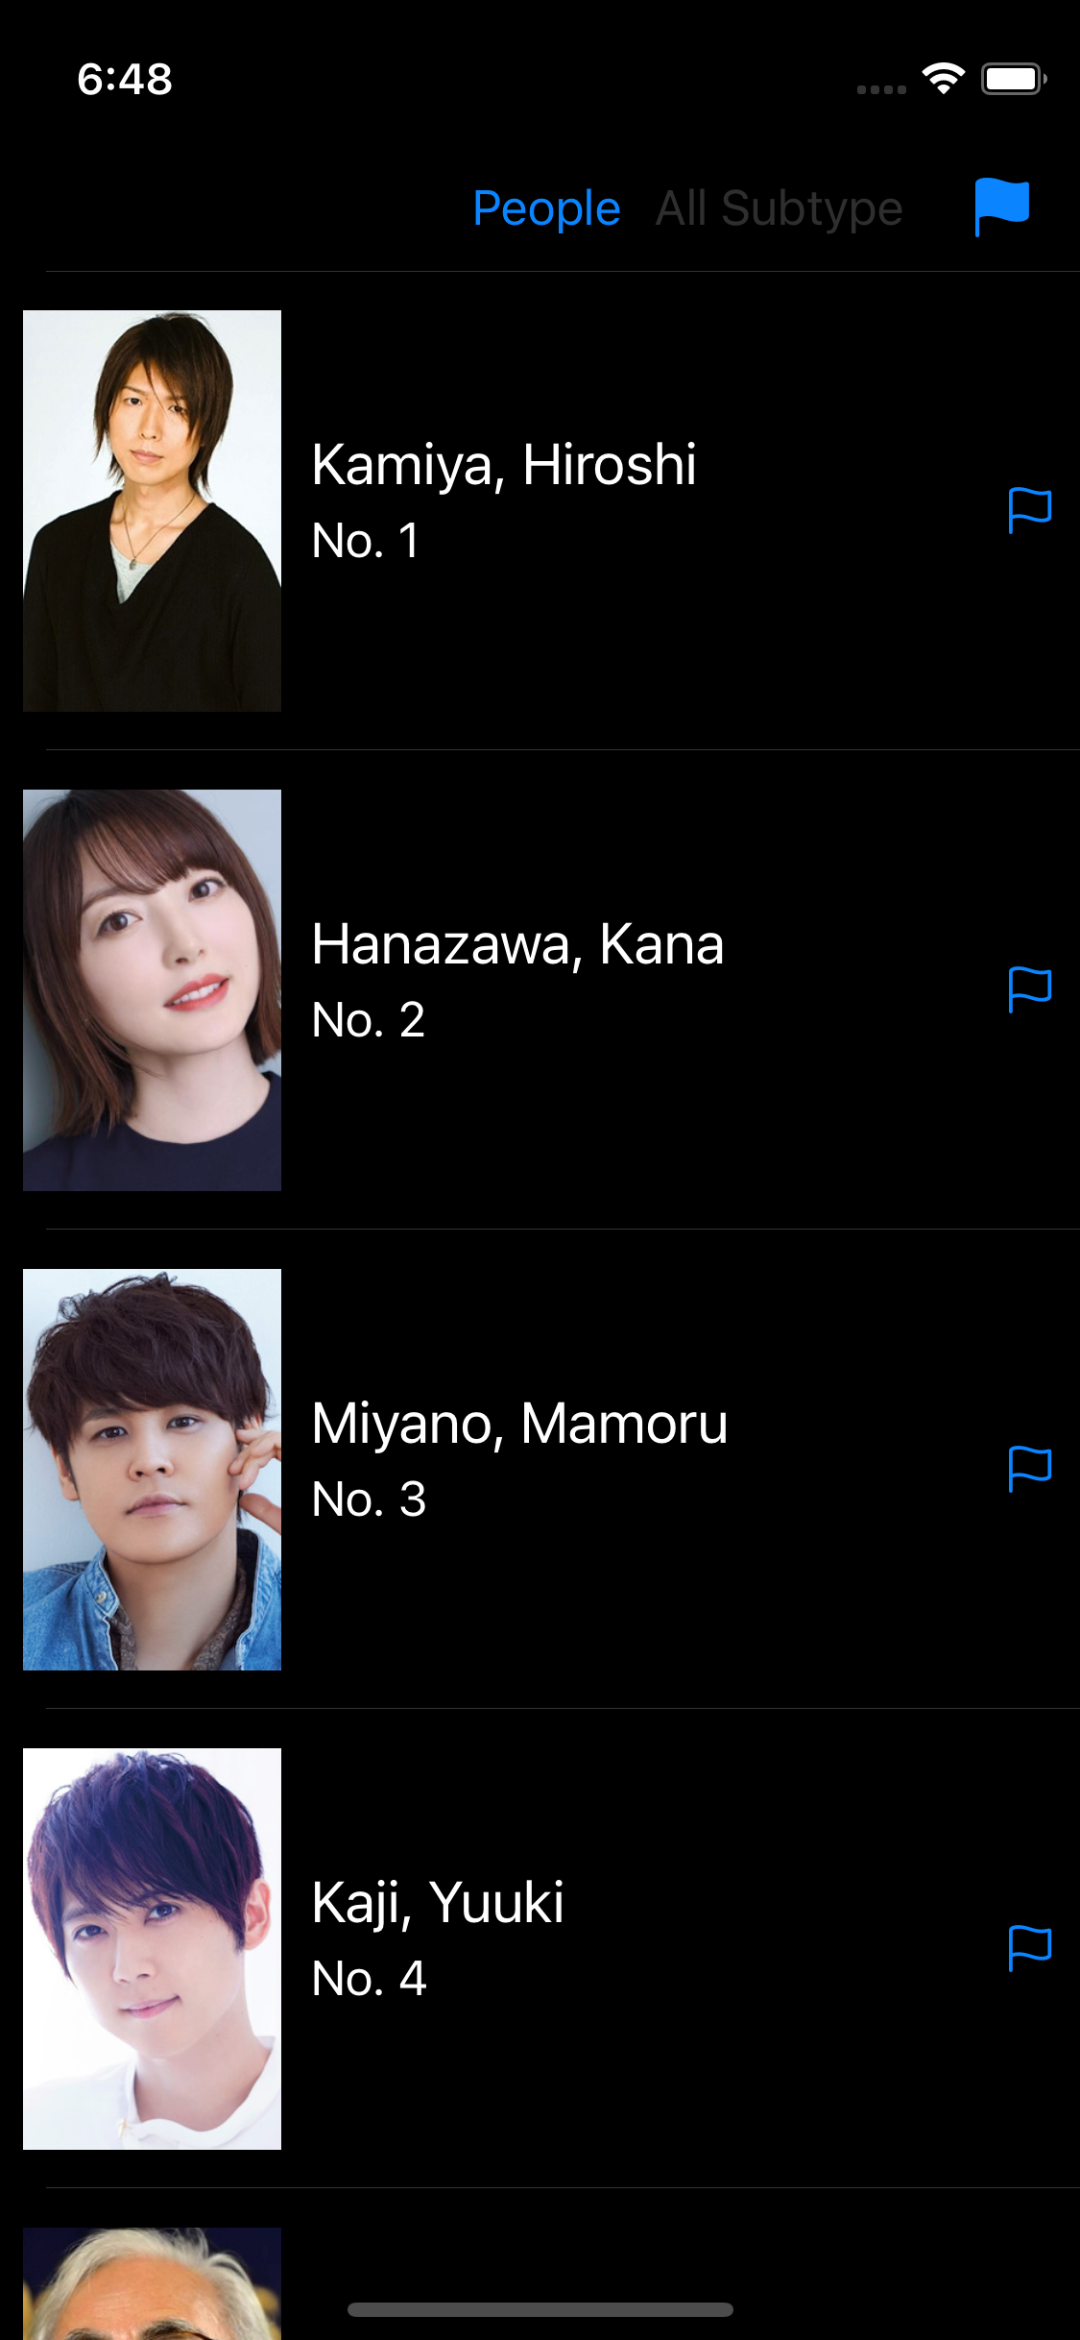 6:48
People All Subtype
Kamiya, Hiroshi
No. 1
Hanazawa, Kana
No. 2
Miyano, Mamoru
No. 3
Kaji, Yuuki
No. 4